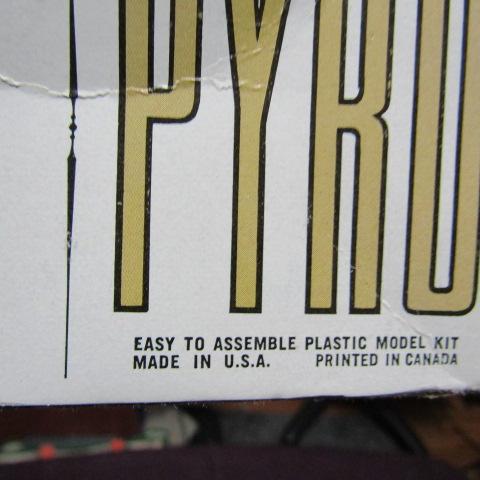 PYRO
EASY TO ASSEMBLE PLASTIC MODEL KIT
MADE IN U.S.A. PRINTED IN CANADA